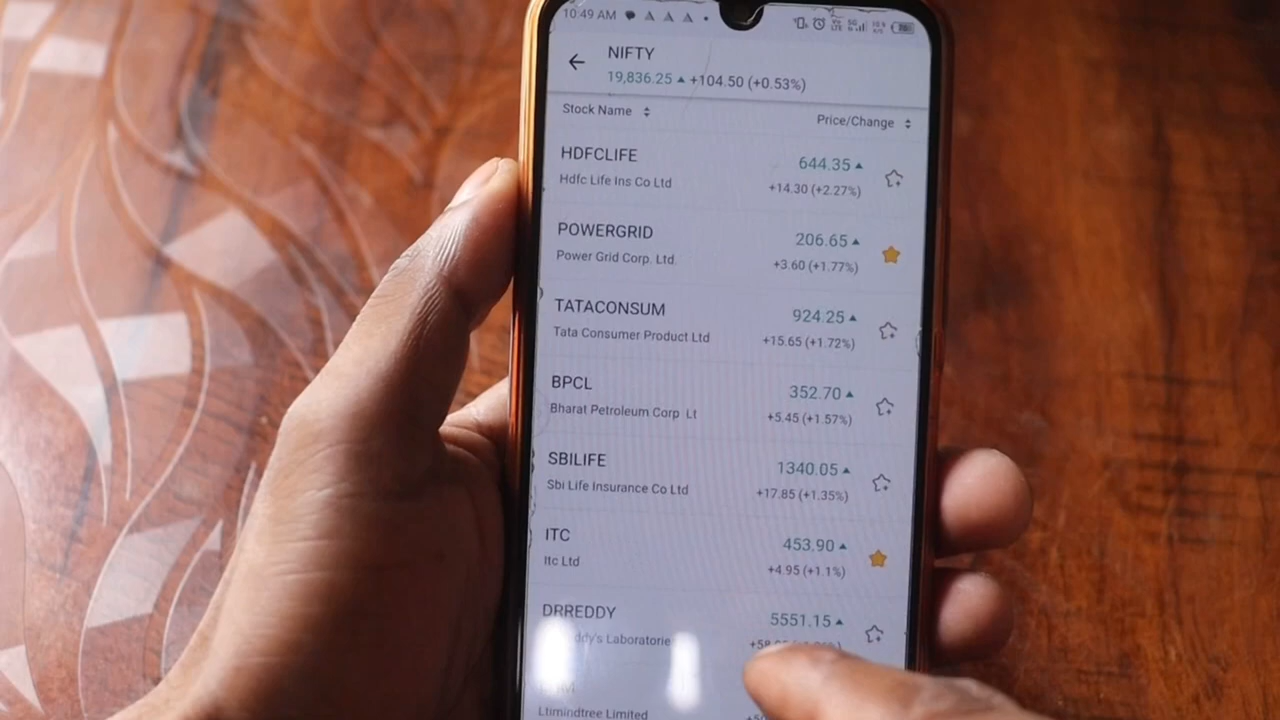 10:49 AM
NIFTY
19,836.25 ▲ +104.50 (+0.53%)
Stock Name Price/Change
HDFCLIFE 644.35 ▲
Hdfc Life Ins Co Ltd +14.30 (+2.27%)
POWERGRID 206.65 ▲
Power Grid Corp. Ltd. +3.60 (+1.77%)
TATACONSUM 924.25 ▲
Tata Consumer Product Ltd +15.65 (+1.72%)
BPCL 352.70 ▲
Bharat Petroleum Corp Lt +5.45 (+1.57%)
SBILIFE 1340.05 ▲
Sbi Life Insurance Co Ltd +17.85 (+1.35%)
ITC 453.90 ▲
Itc Ltd +4.95 (+1.1%)
DRREDDY 5551.15 ▲
Ltimindtree Limited